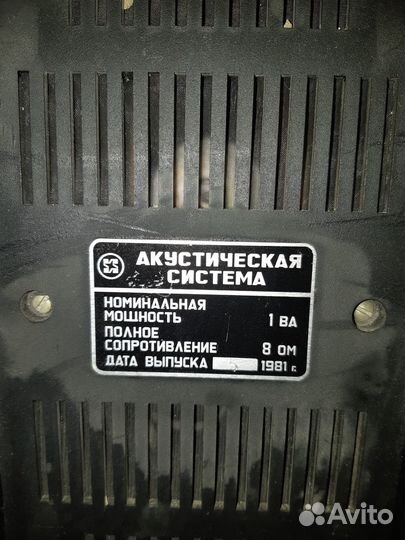 АКУСТИЧЕСКАЯ
СИСТЕМА
НОМИНАЛЬНАЯ
МОЩНОСТЬ 1 ВА
ПОЛНОЕ
СОПРОТИВЛЕНИЕ 8 ОМ
ДАТА ВЫПУСКА 1981 г.
Avito